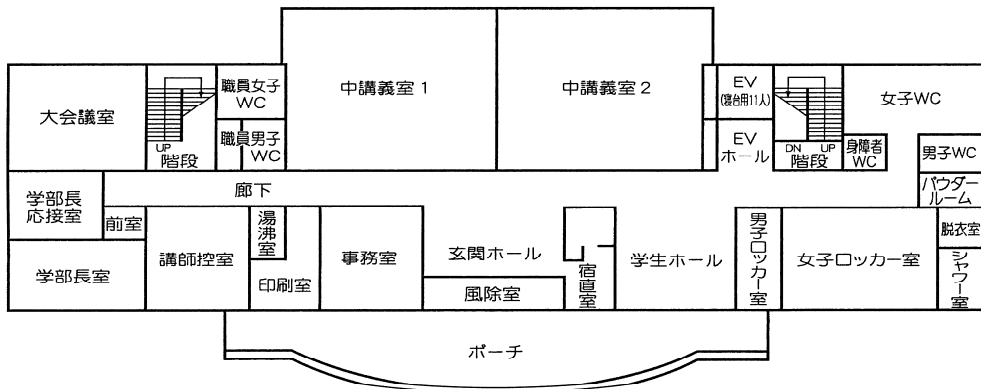 大会議室
UP
階段
職員女子
WC
職員男子
WC
中講義室 1
中講義室 2
EV
(寝台用11人)
EV
ホール
DN UP
階段
身障者
WC
女子WC
男子WC
パウダー
ルーム
廊下
学部長
応接室
前室
学部長室
講師控室
湯沸室
印刷室
事務室
玄関ホール
風除室
宿直室
学生ホール
男子ロッカー室
女子ロッカー室
脱衣室
シャワー室
ポーチ